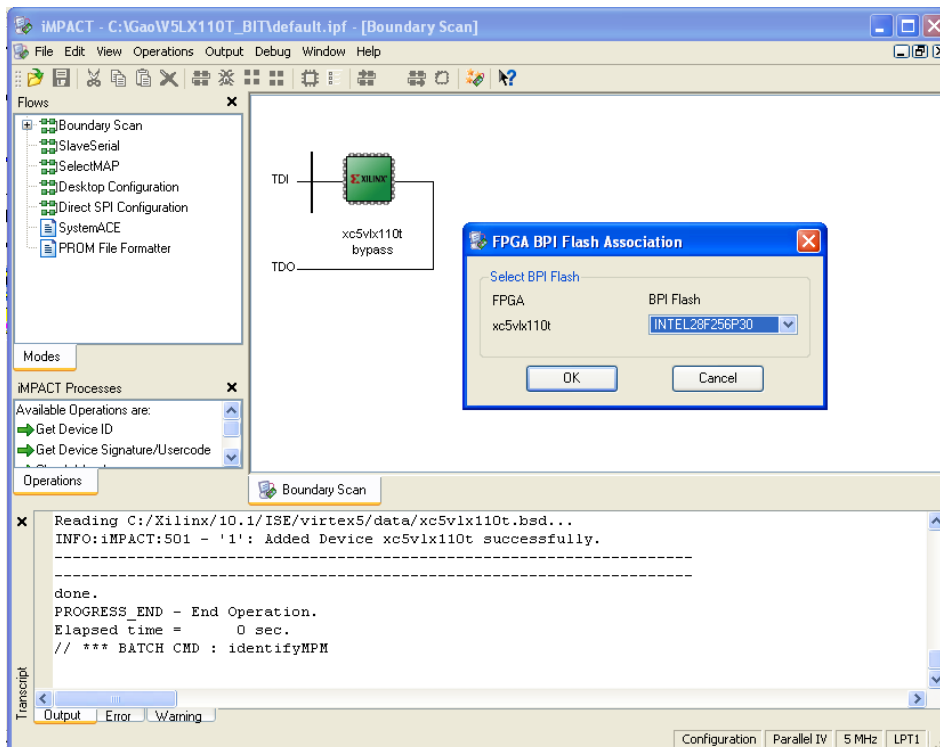 iMPACT - C:\Gao\V5LX110T_BIT\default.ipf - [Boundary Scan]
File Edit View Operations Output Debug Window Help
Flows
Boundary Scan
SlaveSerial
SelectMAP
Desktop Configuration
Direct SPI Configuration
SystemACE
PROM File Formatter
Modes
iMPACT Processes
Available Operations are:
Get Device ID
Get Device Signature/Usercode
Operations
TDI
XILINX
xc5vlx110t
bypass
TDO
FPGA BPI Flash Association
Select BPI Flash
FPGA
BPI Flash
xc5vlx110t
INTEL28F256P30
OK
Cancel
Boundary Scan
Reading C:/Xilinx/10.1/ISE/virtex5/data/xc5vlx110t.bsd...
INFO:iMPACT:501 - '1': Added Device xc5vlx110t successfully.
----------------------------------------------------------------------
----------------------------------------------------------------------
done.
PROGRESS_END - End Operation.
Elapsed time =      0 sec.
// *** BATCH CMD : identifyMPM
Transcript
Output Error Warning
Configuration Parallel IV 5 MHz LPT1